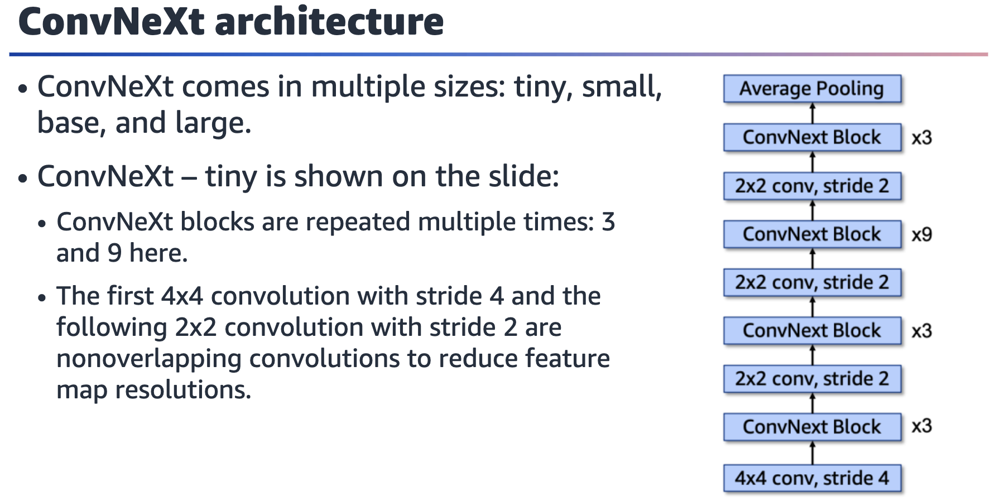 ConvNeXt architecture
• ConvNeXt comes in multiple sizes: tiny, small,
base, and large.
• ConvNeXt – tiny is shown on the slide:
• ConvNeXt blocks are repeated multiple times: 3
and 9 here.
• The first 4x4 convolution with stride 4 and the
following 2x2 convolution with stride 2 are
nonoverlapping convolutions to reduce feature
map resolutions.
Average Pooling
ConvNext Block x3
2x2 conv, stride 2
ConvNext Block x9
2x2 conv, stride 2
ConvNext Block x3
2x2 conv, stride 2
ConvNext Block x3
4x4 conv, stride 4